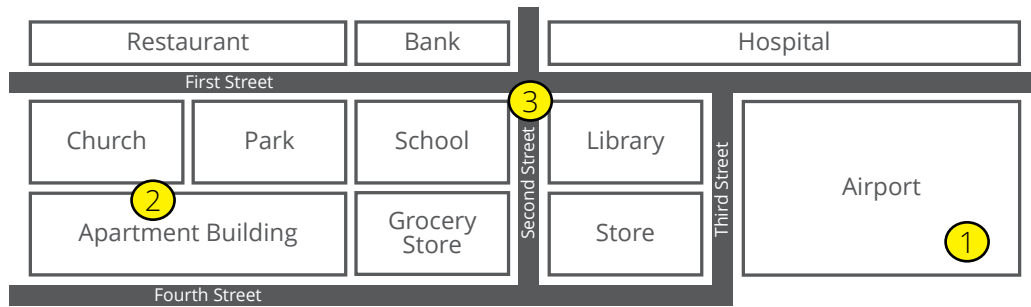 Restaurant
Bank
Hospital
First Street
3
Church
Park
School
Library
Second Street
Third Street
Airport
2
Apartment Building
Grocery
Store
Store
1
Fourth Street